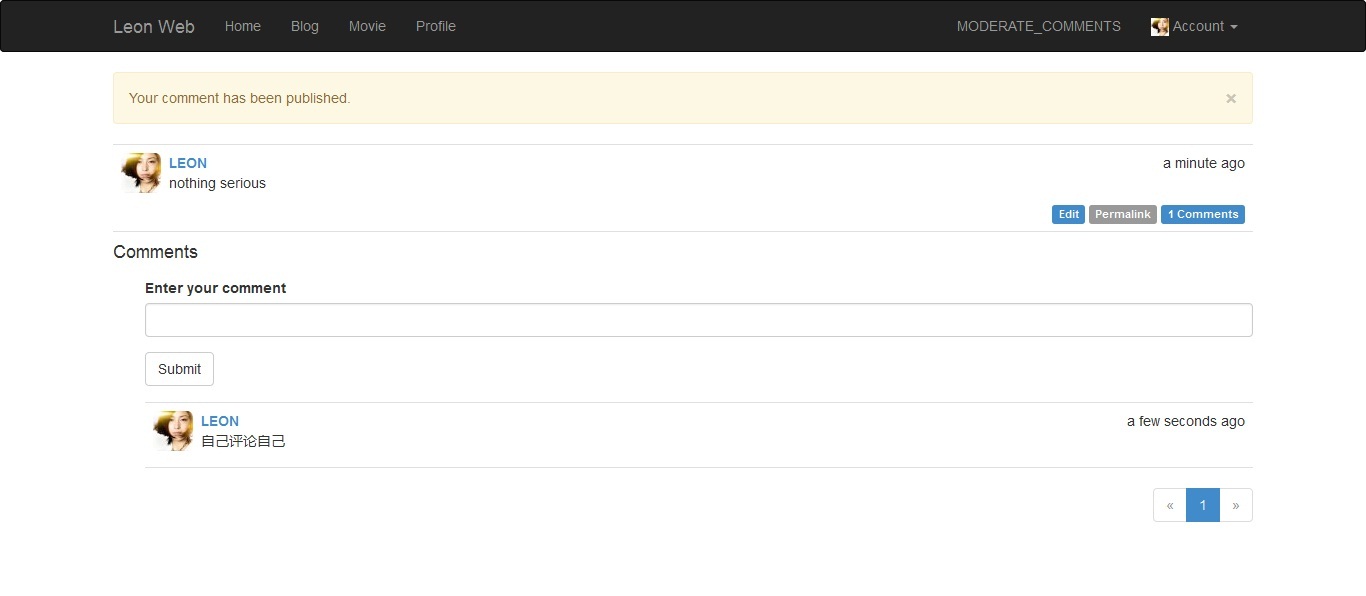 Leon Web Home Blog Movie Profile MODERATE_COMMENTS Account
Your comment has been published. ×
LEON a minute ago
nothing serious
Edit Permalink 1 Comments
Comments
Enter your comment
Submit
LEON a few seconds ago
自己评论自己
« 1 »